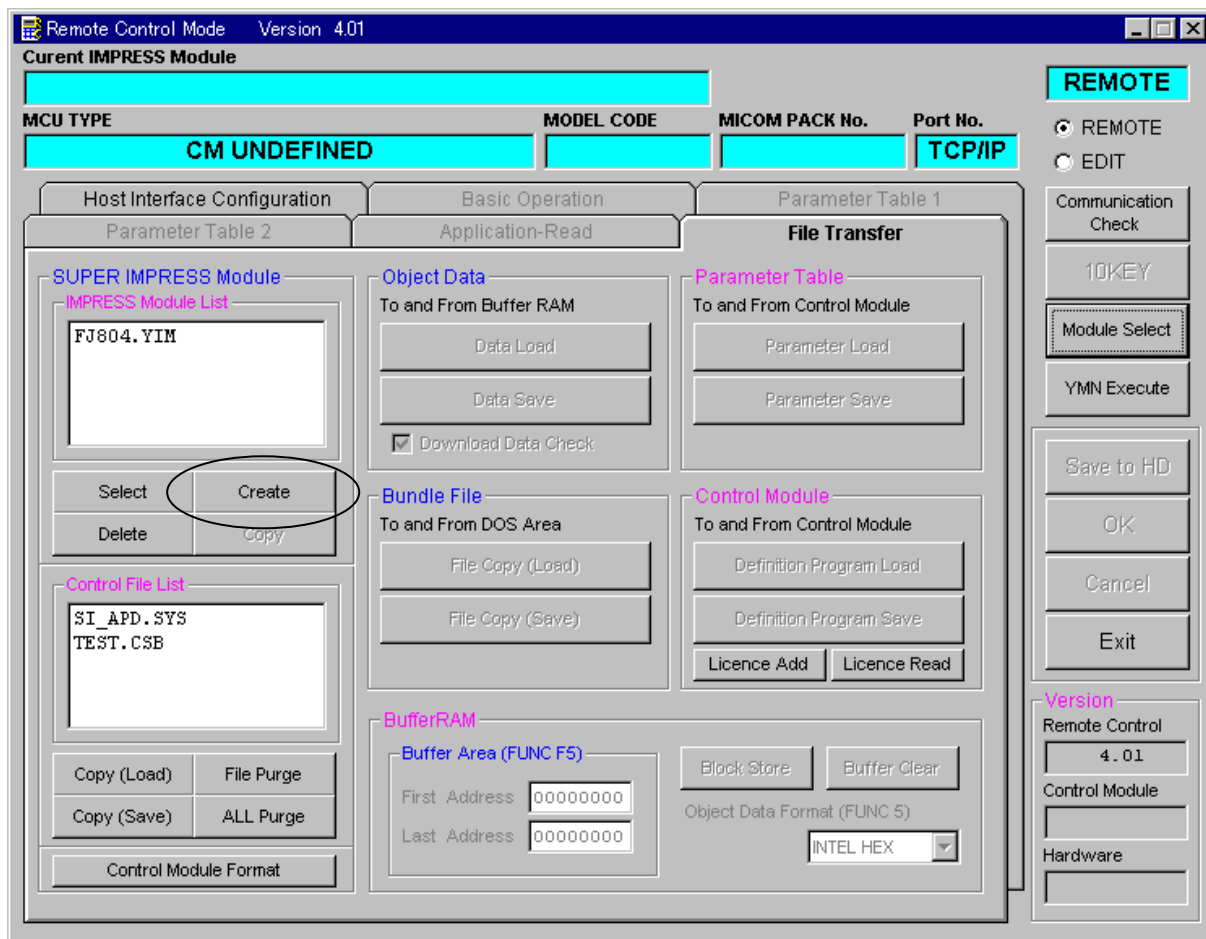 Remote Control Mode Version 4.01
Curent IMPRESS Module
REMOTE
MCU TYPE
MODEL CODE
MICOM PACK No.
Port No.
CM UNDEFINED
TCP/IP
REMOTE
EDIT
Host Interface Configuration
Basic Operation
Parameter Table 1
Parameter Table 2
Application-Read
File Transfer
SUPER IMPRESS Module
IMPRESS Module List
FJ804.YIM
Select
Create
Delete
Copy
Control File List
SI_APD.SYS
TEST.CSB
Copy (Load)
File Purge
Copy (Save)
ALL Purge
Control Module Format
Object Data
To and From Buffer RAM
Data Load
Data Save
Download Data Check
Bundle File
To and From DOS Area
File Copy (Load)
File Copy (Save)
Parameter Table
To and From Control Module
Parameter Load
Parameter Save
Control Module
To and From Control Module
Definition Program Load
Definition Program Save
Licence Add
Licence Read
BufferRAM
Buffer Area (FUNC F5)
First Address
00000000
Last Address
00000000
Block Store
Buffer Clear
Object Data Format (FUNC 5)
INTEL HEX
Communication
Check
10KEY
Module Select
YMN Execute
Save to HD
OK
Cancel
Exit
Version
Remote Control
4.01
Control Module
Hardware